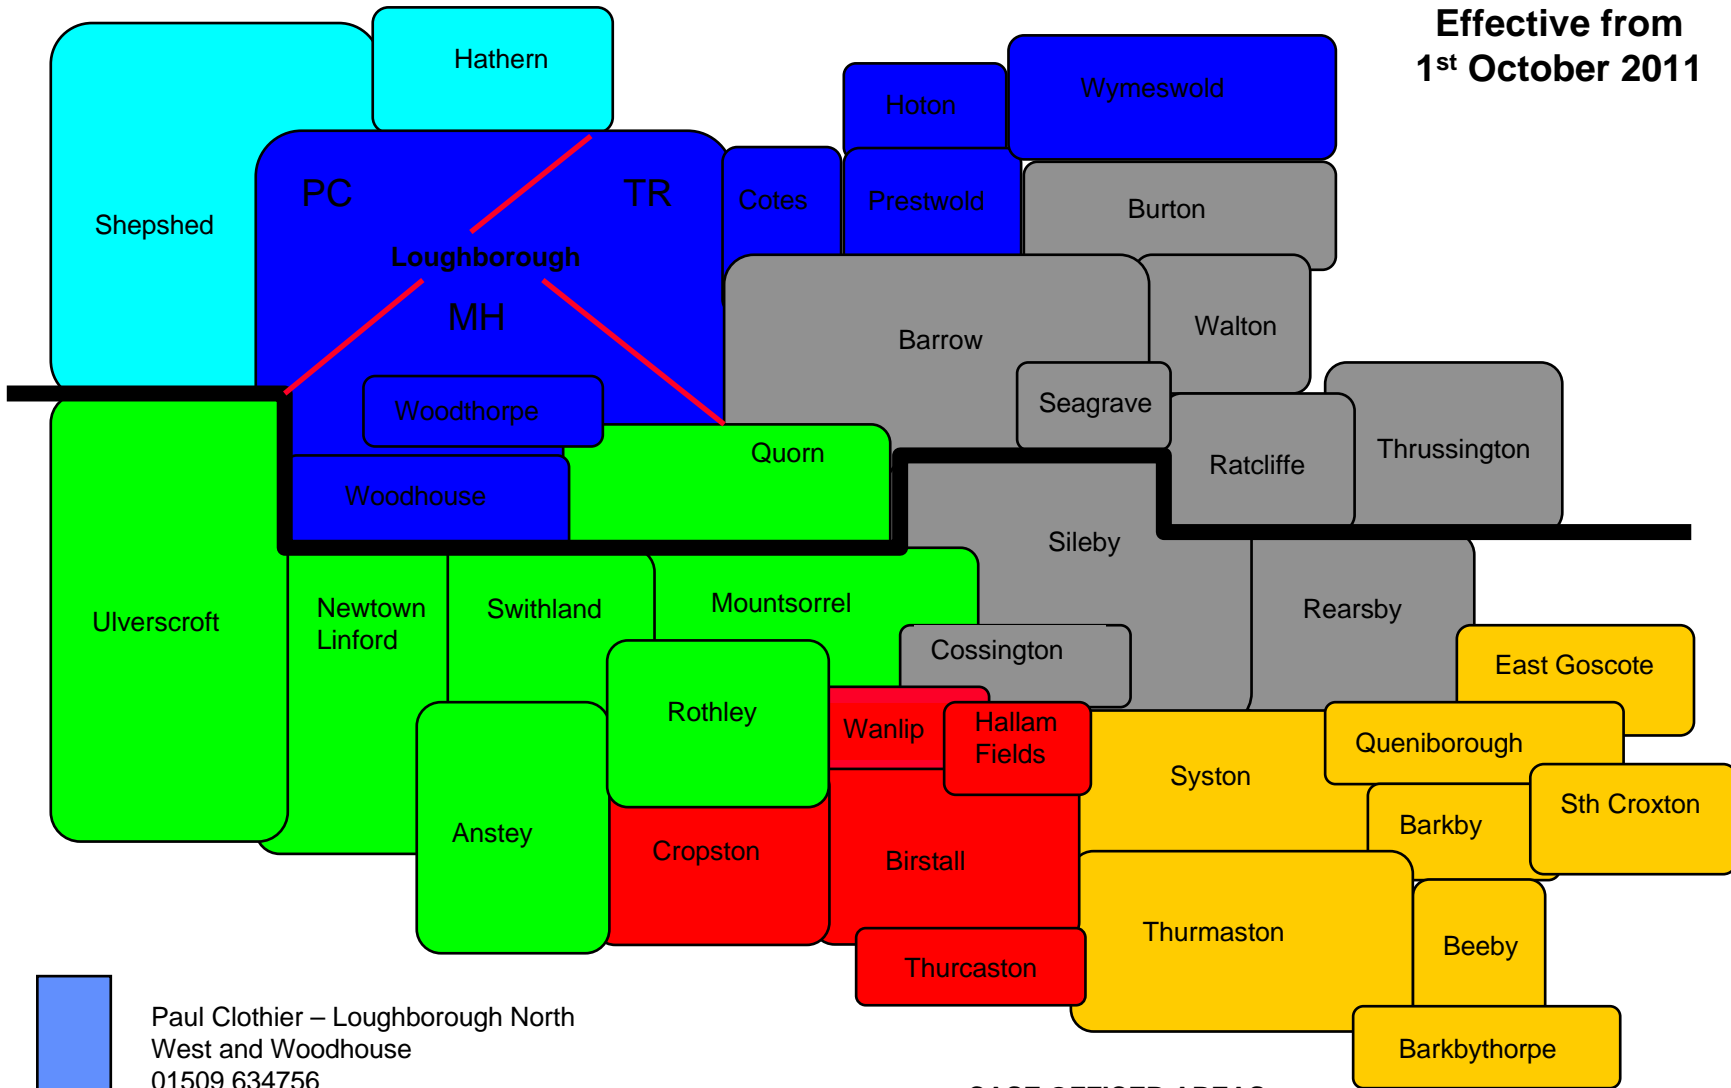 Effective from
1st October 2011
Hathern
Wymeswold
Hoton
PC
TR
Cotes
Prestwold
Burton
Shepshed
Loughborough
MH
Barrow
Walton
Woodthorpe
Seagrave
Quorn
Ratcliffe
Thrussington
Woodhouse
Sileby
Ulverscroft
Newtown
Linford
Swithland
Mountsorrel
Rearsby
Cossington
East Goscote
Rothley
Wanlip
Hallam
Fields
Queniborough
Syston
Sth Croxton
Anstey
Cropston
Birstall
Barkby
Thurmaston
Beeby
Thurcaston
Barkbythorpe
Paul Clothier – Loughborough North
West and Woodhouse
01509 634756
CASE OFFICER AREAS